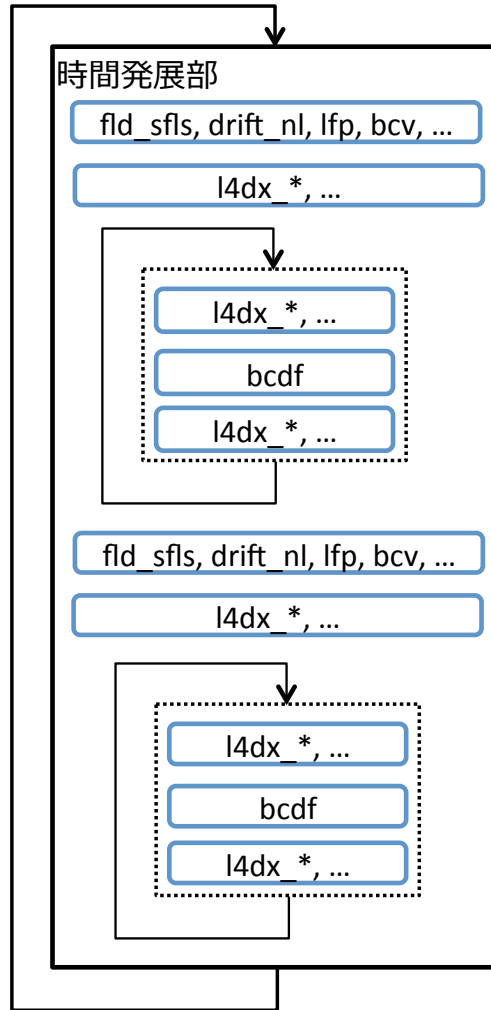 時間発展部
fld_sfls, drift_nl, lfp, bcv, ...
l4dx_*, ...
l4dx_*, ...
bcdf
l4dx_*, ...
fld_sfls, drift_nl, lfp, bcv, ...
l4dx_*, ...
l4dx_*, ...
bcdf
l4dx_*, ...